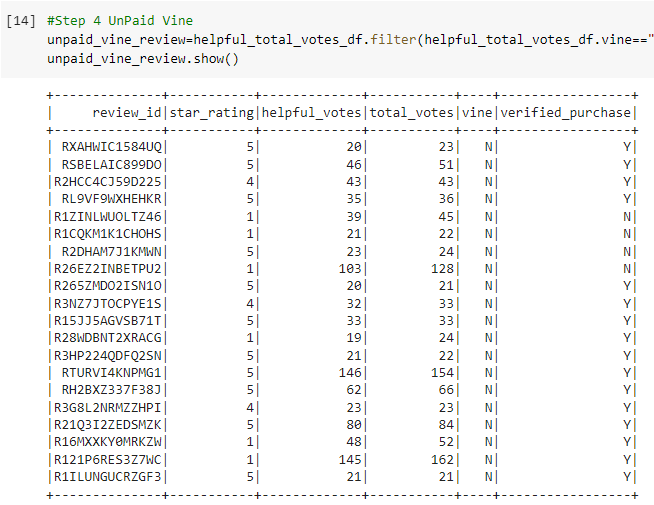 [14] #Step 4 UnPaid Vine
unpaid_vine_review=helpful_total_votes_df.filter(helpful_total_votes_df.vine=="
unpaid_vine_review.show()
+--------------+-----------+-------------+-----------+----+-----------------+
|     review_id|star_rating|helpful_votes|total_votes|vine|verified_purchase|
+--------------+-----------+-------------+-----------+----+-----------------+
| RXAHWIC1584UQ|          5|           20|         23|   N|                Y|
| RSBELAIC899DO|          5|           46|         51|   N|                Y|
|R2HCC4CJ59D225|          4|           43|         43|   N|                Y|
| RL9VF9WXHEHKR|          5|           35|         36|   N|                Y|
|R1ZINLWUOLTZ46|          1|           39|         45|   N|                N|
|R1CQKM1K1CHOHS|          1|           21|         22|   N|                N|
| R2DHAM7J1KMWN|          5|           23|         24|   N|                N|
|R26EZ2INBETPU2|          1|          103|        128|   N|                N|
|R265ZMDO2ISN1O|          5|           20|         21|   N|                Y|
|R3NZ7JTOCPYE1S|          4|           32|         33|   N|                Y|
|R15JJ5AGVSB71T|          5|           33|         33|   N|                Y|
|R28WDBNT2XRACG|          1|           19|         24|   N|                Y|
|R3HP224QDFQ2SN|          5|           21|         22|   N|                Y|
| RTURVI4KNPMG1|          5|          146|        154|   N|                Y|
| RH2BXZ337F38J|          5|           62|         66|   N|                Y|
|R3G8L2NRMZZHPI|          4|           23|         23|   N|                Y|
|R21Q3I2ZEDSMZK|          5|           80|         84|   N|                Y|
|R16MXXKY0MRKZW|          1|           48|         52|   N|                Y|
|R121P6RES3Z7WC|          1|          145|        162|   N|                Y|
|R1ILUNGUCRZGF3|          5|           21|         21|   N|                Y|
+--------------+-----------+-------------+-----------+----+-----------------+